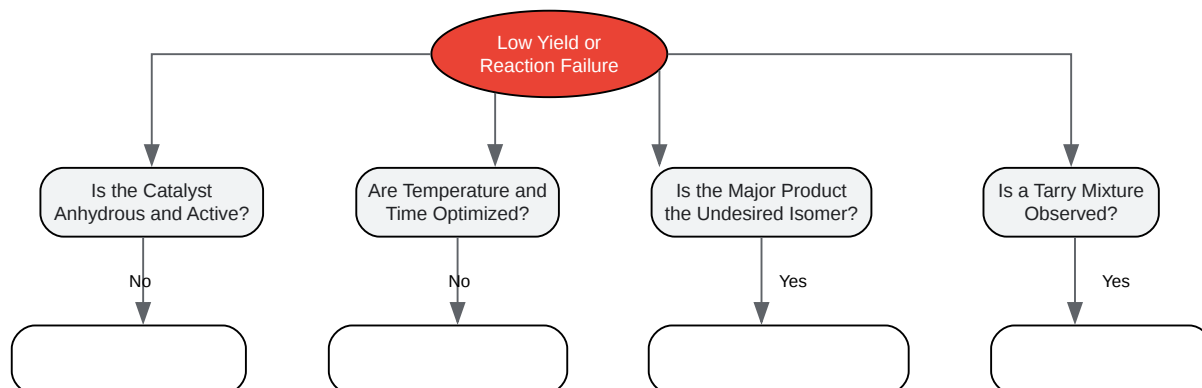 Low Yield or
Reaction Failure
Is the Catalyst
Anhydrous and Active?
Are Temperature and
Time Optimized?
Is the Major Product
the Undesired Isomer?
Is a Tarry Mixture
Observed?
No
No
Yes
Yes